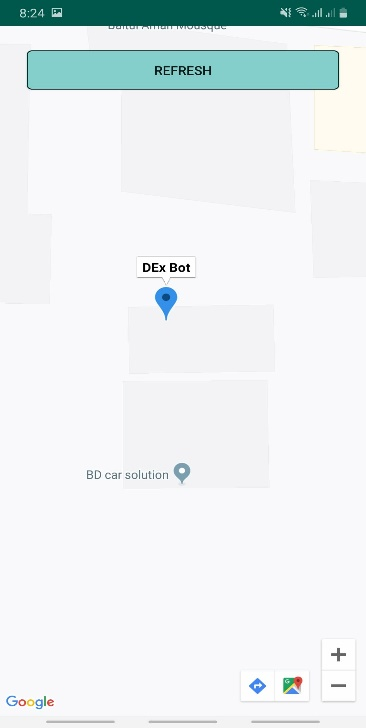 8:24
Baitul Aman Mousque
REFRESH
DEx Bot
BD car solution
Google